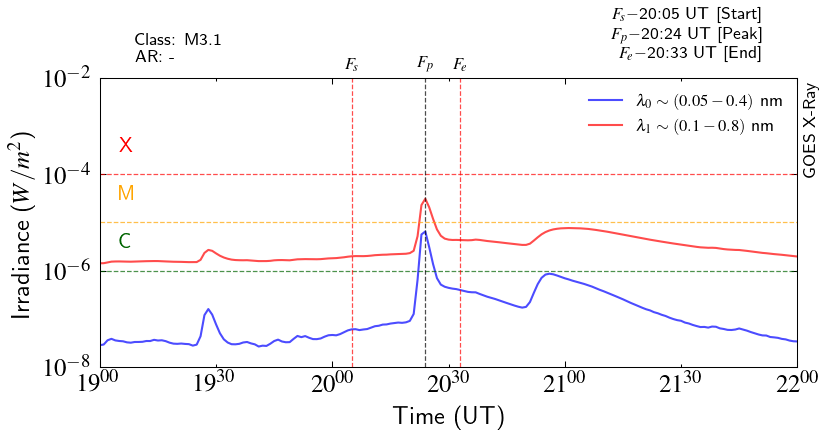 Class: M3.1
AR: -
Fₛ−20:05 UT [Start]
Fₚ−20:24 UT [Peak]
Fₑ−20:33 UT [End]
Fₛ Fₚ Fₑ
10⁻²
λ₀ ∼ (0.05 − 0.4) nm
λ₁ ∼ (0.1 − 0.8) nm
GOES X-Ray
X
10⁻⁴
M
C
10⁻⁶
10⁻⁸
Irradiance (W/m²)
19⁰⁰ 19³⁰ 20⁰⁰ 20³⁰ 21⁰⁰ 21³⁰ 22⁰⁰
Time (UT)